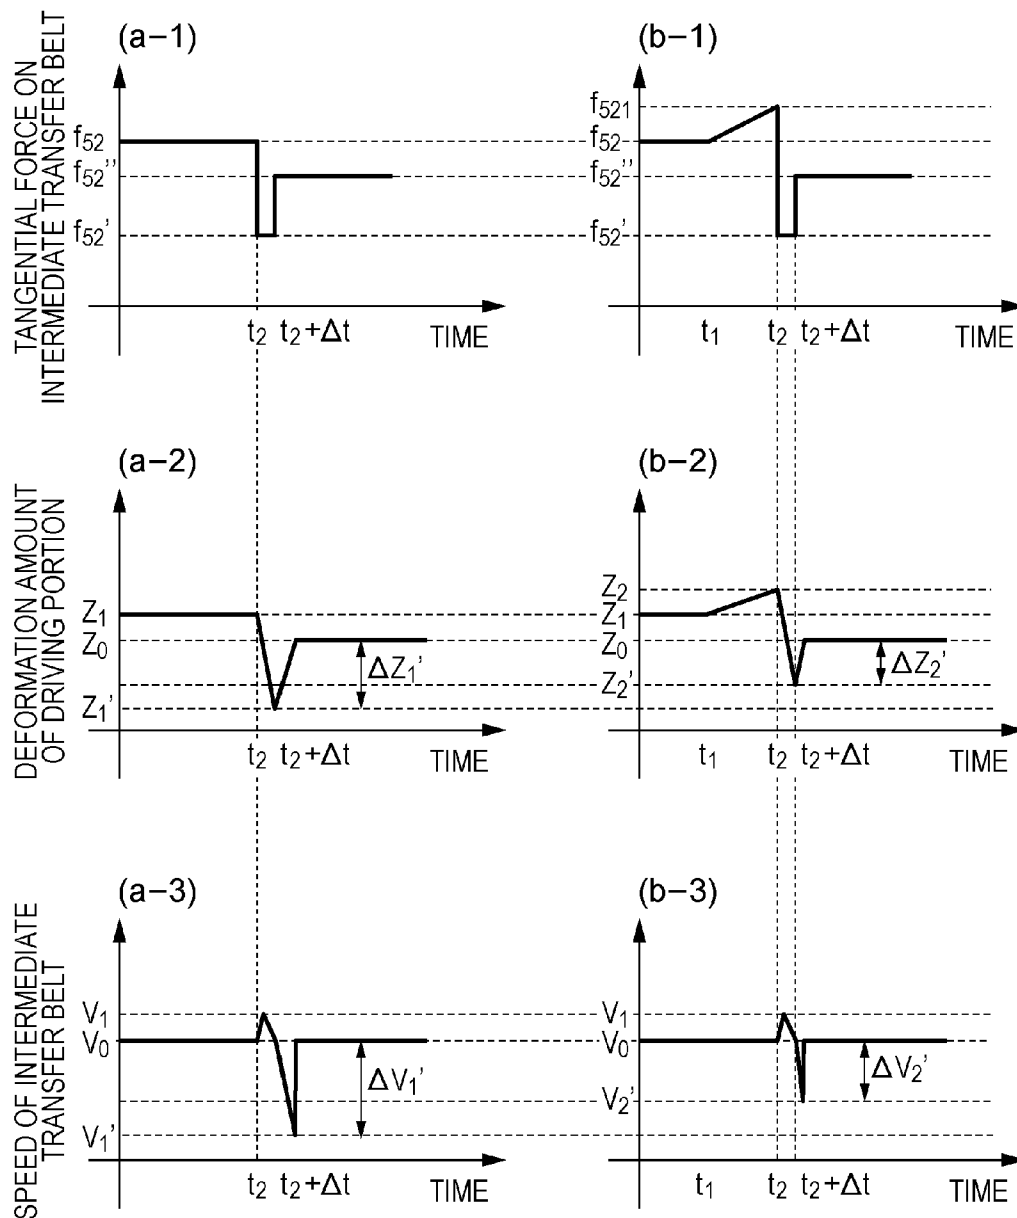 (a-1)
TANGENTIAL FORCE ON
INTERMEDIATE TRANSFER BELT
f52
f52''
f52'
t2 t2+Δt TIME
(b-1)
f521
f52
f52''
f52'
t1 t2 t2+Δt TIME
(a-2)
DEFORMATION AMOUNT
OF DRIVING PORTION
Z1
Z0
Z1'
ΔZ1'
t2 t2+Δt TIME
(b-2)
Z2
Z1
Z0
Z2'
ΔZ2'
t1 t2 t2+Δt TIME
(a-3)
SPEED OF INTERMEDIATE
TRANSFER BELT
V1
V0
V1'
ΔV1'
t2 t2+Δt TIME
(b-3)
V1
V0
V2'
ΔV2'
t1 t2 t2+Δt TIME